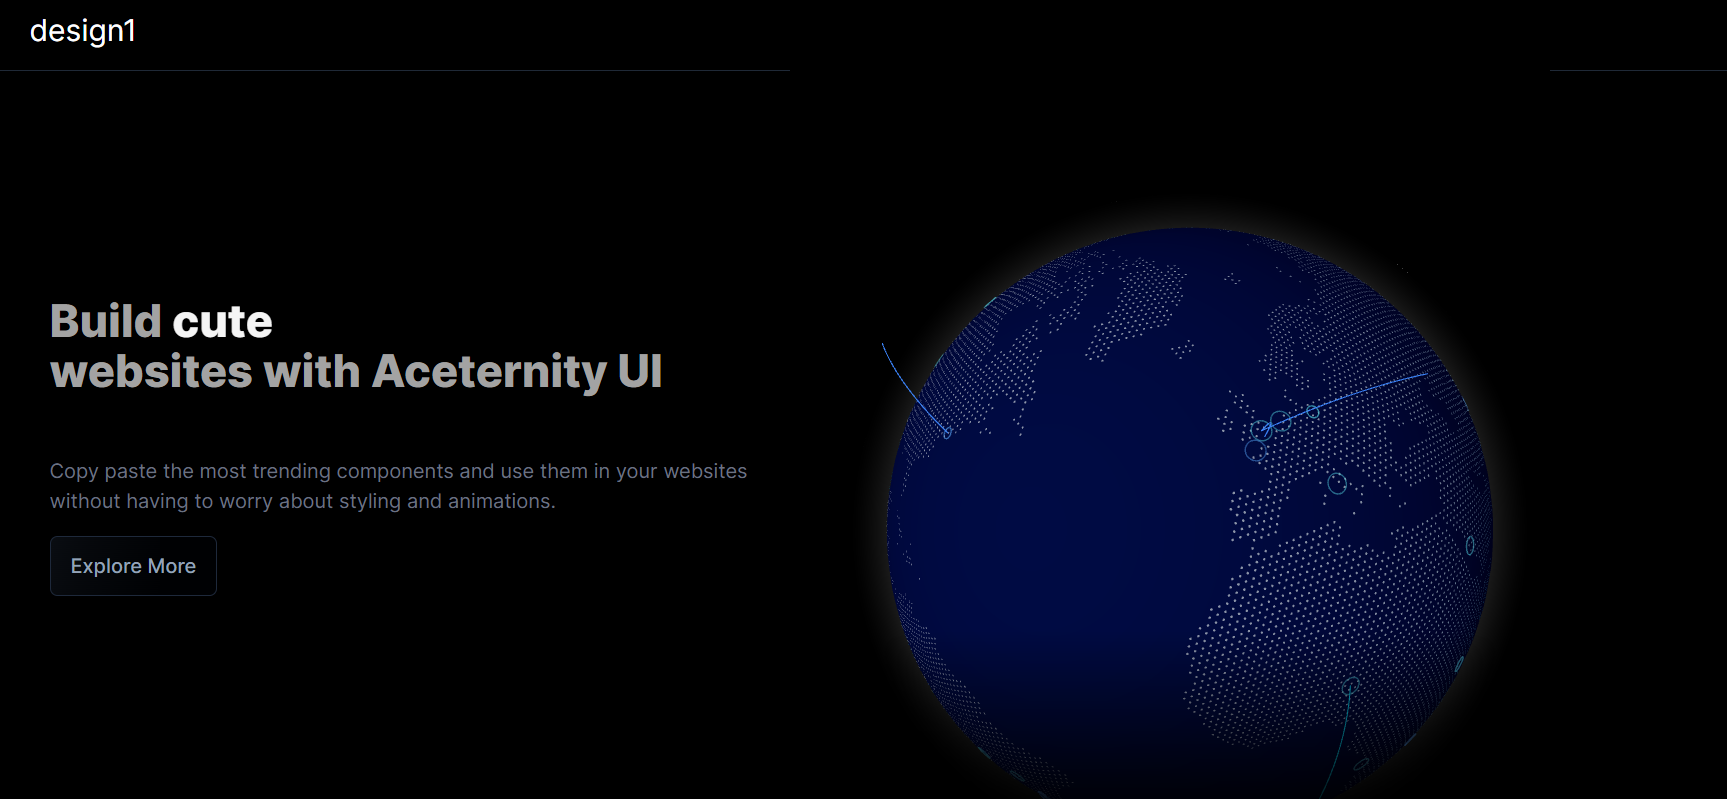 design1
Build cute
websites with Aceternity UI
Copy paste the most trending components and use them in your websites
without having to worry about styling and animations.
Explore More